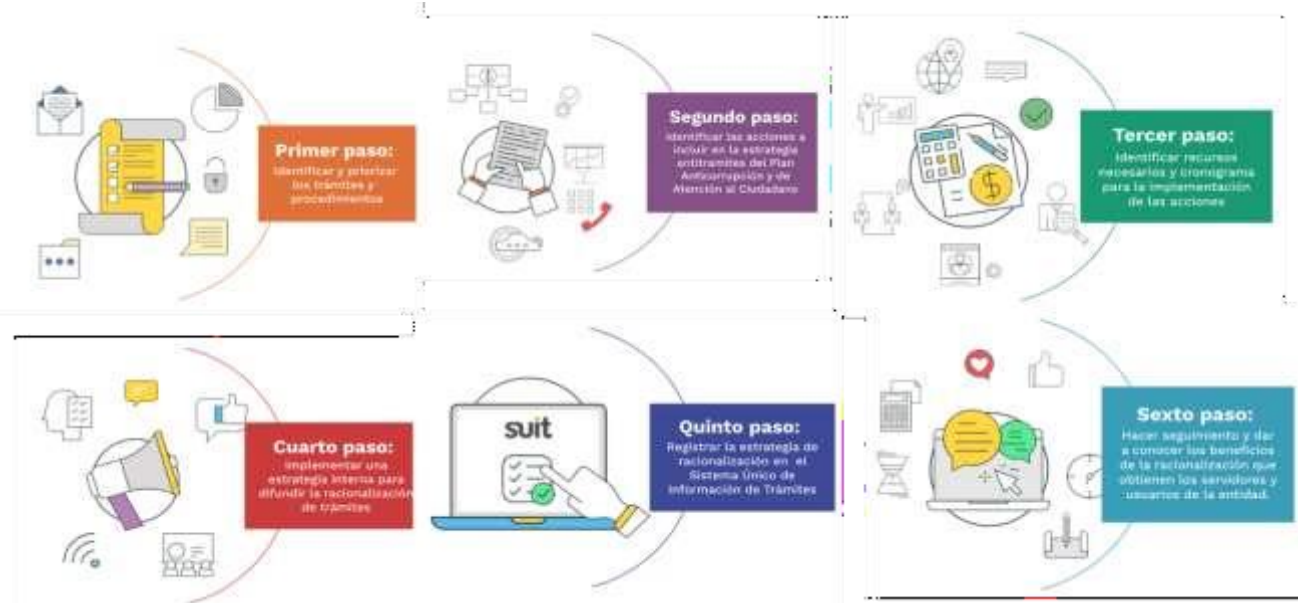 Primer paso:
Identificar y priorizar
los trámites y
procedimientos
Segundo paso:
Identificar las acciones a
incluir en la estrategia
antitramites del Plan
Anticorrupción y de
Atención al Ciudadano
Tercer paso:
Identificar recursos
necesarios y cronograma
para la implementación
de las acciones
Cuarto paso:
Implementar una
estrategia interna para
difundir la racionalización
de trámites
suit
Quinto paso:
Registrar la estrategia de
racionalización en el
Sistema Único de
Información de Trámites
Sexto paso:
Hacer seguimiento y dar
a conocer los beneficios
de la racionalización que
obtienen los servidores y
usuarios de la entidad.